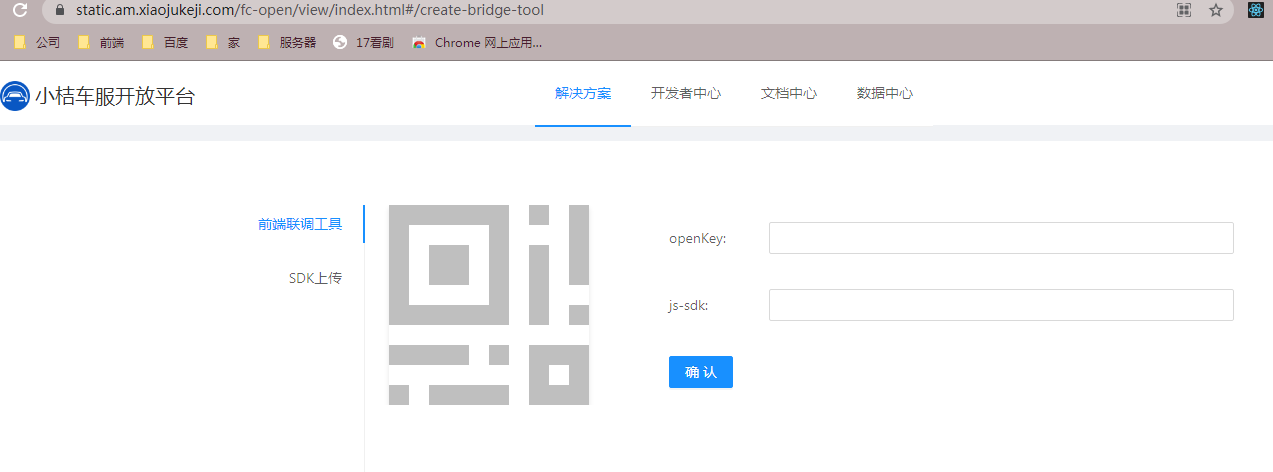 static.am.xiaojukeji.com/fc-open/view/index.html#/create-bridge-tool
公司 前端 百度 家 服务器 17看剧 Chrome 网上应用...
小桔车服开放平台 解决方案 开发者中心 文档中心 数据中心
前端联调工具
SDK上传
openKey:
js-sdk:
确 认